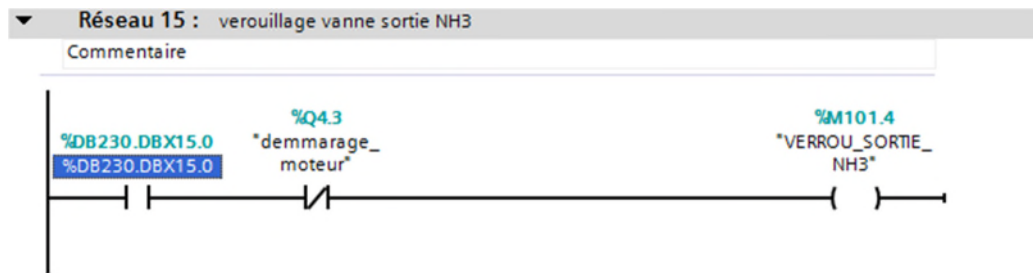 Réseau 15 : verouillage vanne sortie NH3
Commentaire
%DB230.DBX15.0
%DB230.DBX15.0
%Q4.3
"demmarage_
moteur"
%M101.4
"VERROU_SORTIE_
NH3"